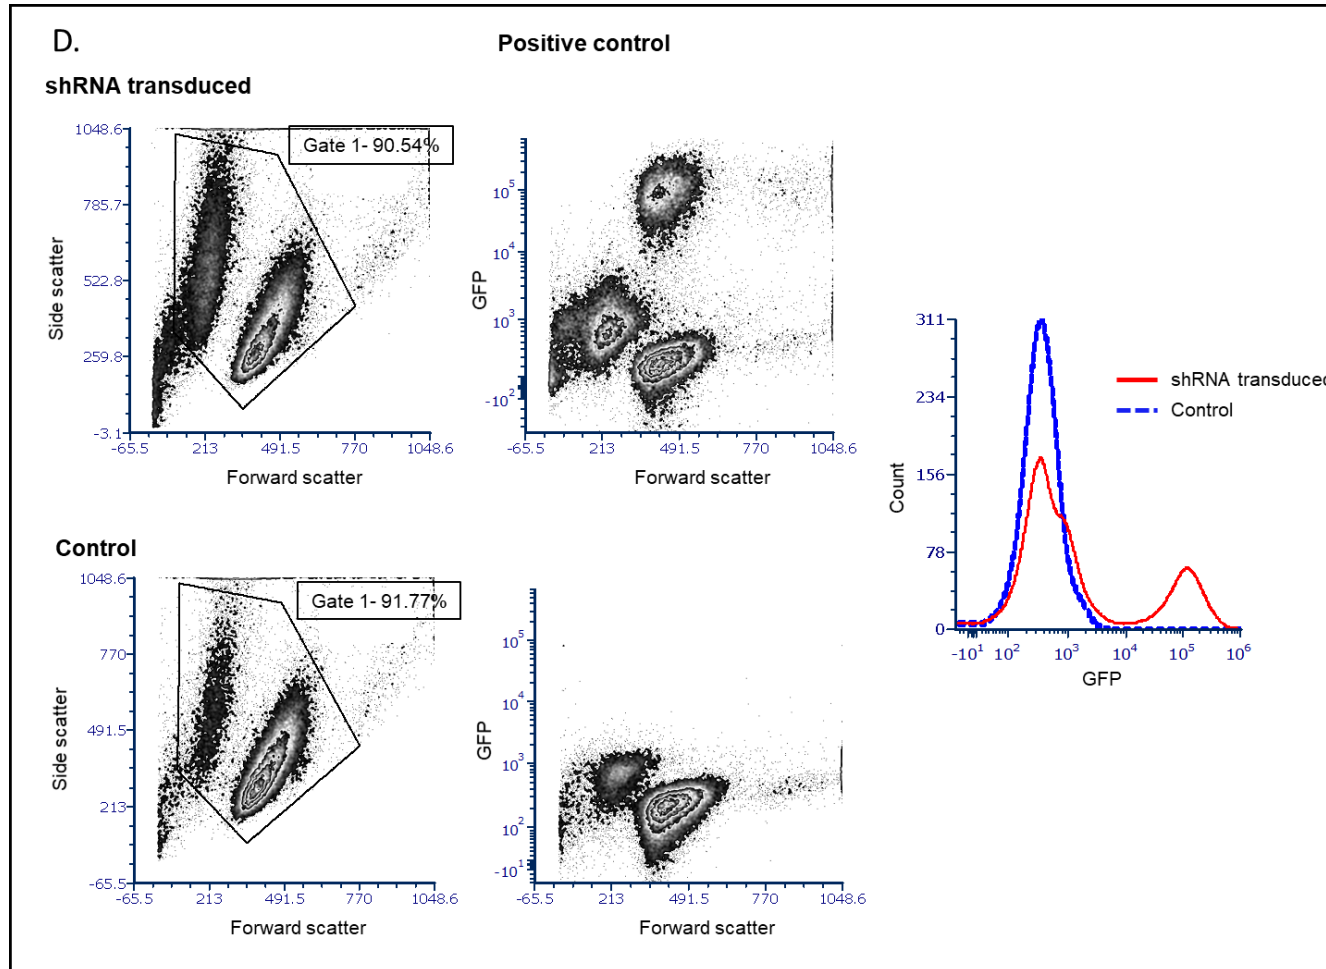 D.
Positive control
shRNA transduced
Gate 1- 90.54%
1048.6
785.7
522.8
259.8
-3.1
Side scatter
-65.5 213 491.5 770 1048.6
Forward scatter
10^5
10^4
10^3
-10^2
GFP
-65.5 213 491.5 770 1048.6
Forward scatter
311
234
156
78
0
Count
-10^1 10^2 10^3 10^4 10^5 10^6
GFP
shRNA transduced
Control
Control
Gate 1- 91.77%
1048.6
770
491.5
213
-65.5
Side scatter
-65.5 213 491.5 770 1048.6
Forward scatter
10^5
10^4
10^3
10^2
-10^1
GFP
-65.5 213 491.5 770 1048.6
Forward scatter